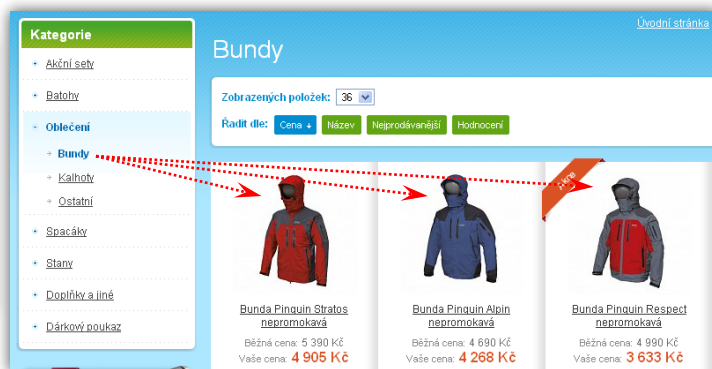 Kategorie
Akční sety
Batohy
Oblečení
Bundy
Kalhoty
Ostatní
Spacáky
Stany
Doplňky a jiné
Dárkový poukaz
Úvodní stránka
Bundy
Zobrazených položek: 36
Řadit dle: Cena ↓ Název Nejprodávanější Hodnocení
Bunda Pinguin Stratos
nepromokavá
Běžná cena: 5 390 Kč
Vaše cena: 4 905 Kč
Bunda Pinguin Alpin
nepromokavá
Běžná cena: 4 690 Kč
Vaše cena: 4 268 Kč
Bunda Pinguin Respect
nepromokavá
Běžná cena: 4 990 Kč
Vaše cena: 3 633 Kč